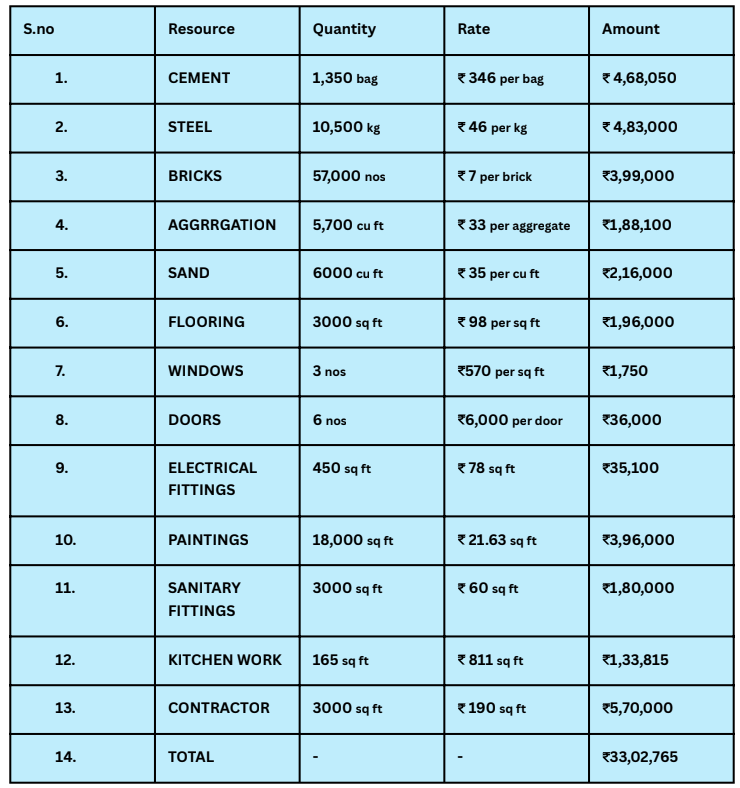 S.no Resource Quantity Rate Amount
1. CEMENT 1,350 bag ₹ 346 per bag ₹ 4,68,050
2. STEEL 10,500 kg ₹ 46 per kg ₹ 4,83,000
3. BRICKS 57,000 nos ₹ 7 per brick ₹3,99,000
4. AGGRRGATION 5,700 cu ft ₹ 33 per aggregate ₹1,88,100
5. SAND 6000 cu ft ₹ 35 per cu ft ₹2,16,000
6. FLOORING 3000 sq ft ₹ 98 per sq ft ₹1,96,000
7. WINDOWS 3 nos ₹570 per sq ft ₹1,750
8. DOORS 6 nos ₹6,000 per door ₹36,000
9. ELECTRICAL 450 sq ft ₹ 78 sq ft ₹35,100
FITTINGS
10. PAINTINGS 18,000 sq ft ₹ 21.63 sq ft ₹3,96,000
11. SANITARY 3000 sq ft ₹ 60 sq ft ₹1,80,000
FITTINGS
12. KITCHEN WORK 165 sq ft ₹ 811 sq ft ₹1,33,815
13. CONTRACTOR 3000 sq ft ₹ 190 sq ft ₹5,70,000
14. TOTAL - - ₹33,02,765